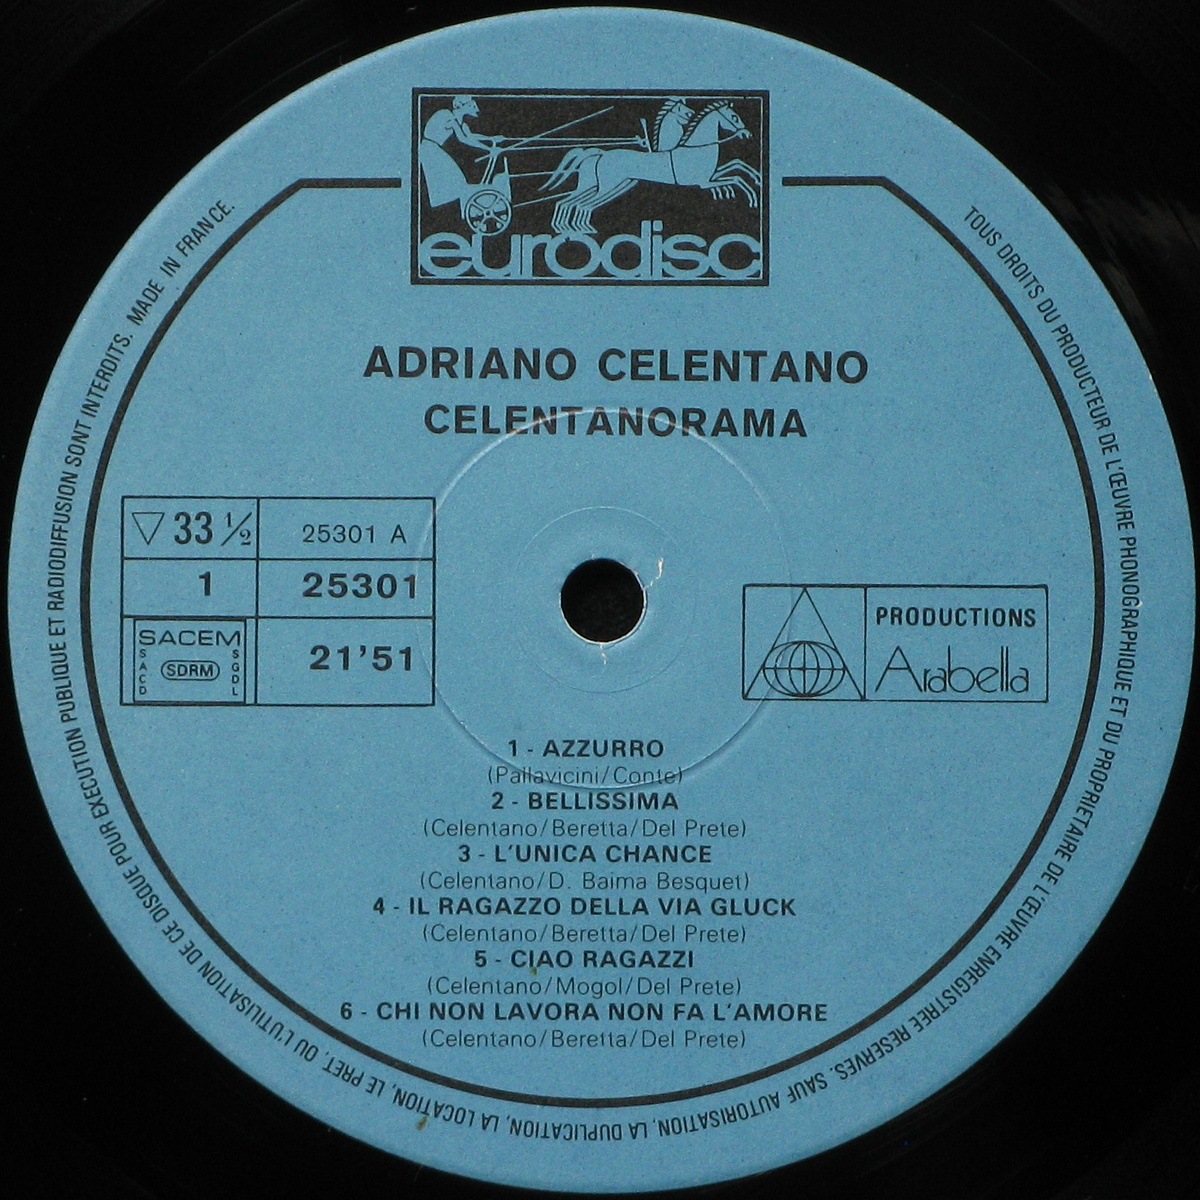 eurodisc
ADRIANO CELENTANO
CELENTANORAMA
▽ 33 1/2
25301 A
1
25301
SACEM
SACD
SDRM
SGDL
21'51
PRODUCTIONS
Arabella
1 - AZZURRO
(Pallavicini/Conte)
2 - BELLISSIMA
(Celentano/Beretta/Del Prete)
3 - L'UNICA CHANCE
(Celentano/D. Baima Besquet)
4 - IL RAGAZZO DELLA VIA GLUCK
(Celentano/Beretta/Del Prete)
5 - CIAO RAGAZZI
(Celentano/Mogol/Del Prete)
6 - CHI NON LAVORA NON FA L'AMORE
(Celentano/Beretta/Del Prete)
TOUS DROITS DU PRODUCTEUR DE L'ŒUVRE PHONOGRAPHIQUE ET DU PROPRIETAIRE DE L'ŒUVRE ENREGISTREE RESERVES. SAUF AUTORISATION, LA DUPLICATION, LA LOCATION, LE PRET, OU L'UTILISATION DE CE DISQUE POUR EXECUTION PUBLIQUE ET RADIODIFFUSION SONT INTERDITS. MADE IN FRANCE.